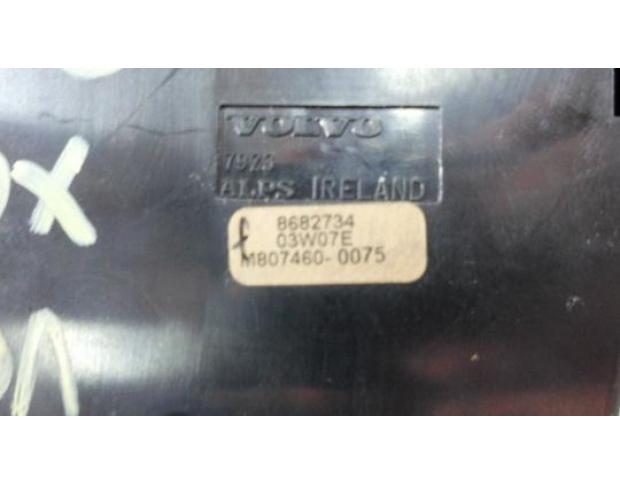 VOLVO
7923
ALPS IRELAND
8682734
03W07E
M807460-0075